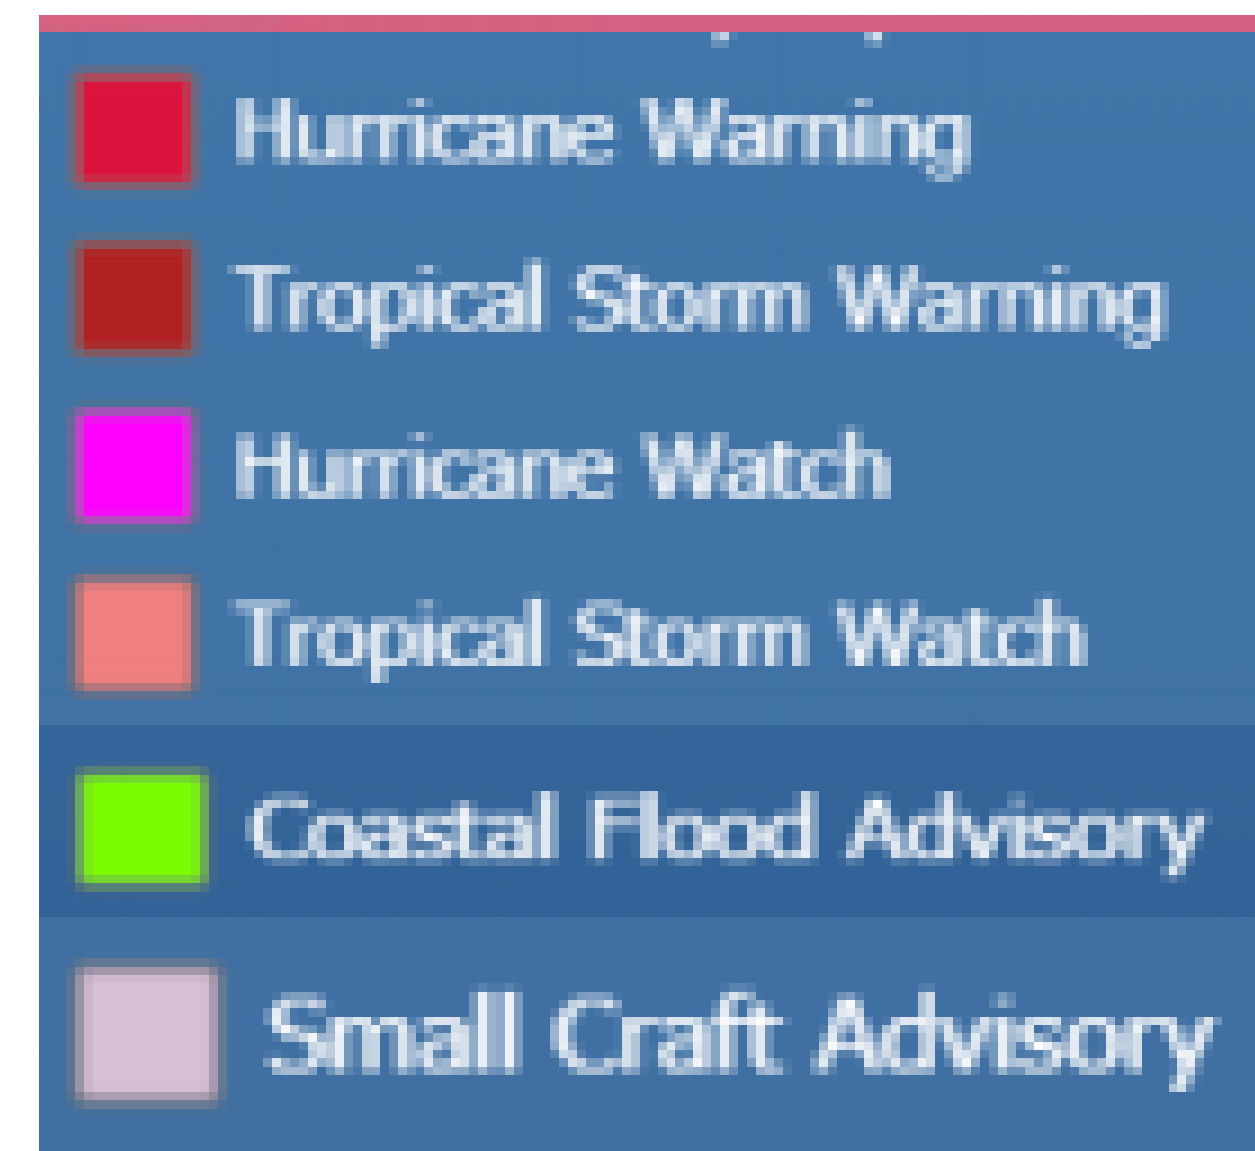 Hurricane Warning
Tropical Storm Warning
Hurricane Watch
Tropical Storm Watch
Coastal Flood Advisory
Small Craft Advisory